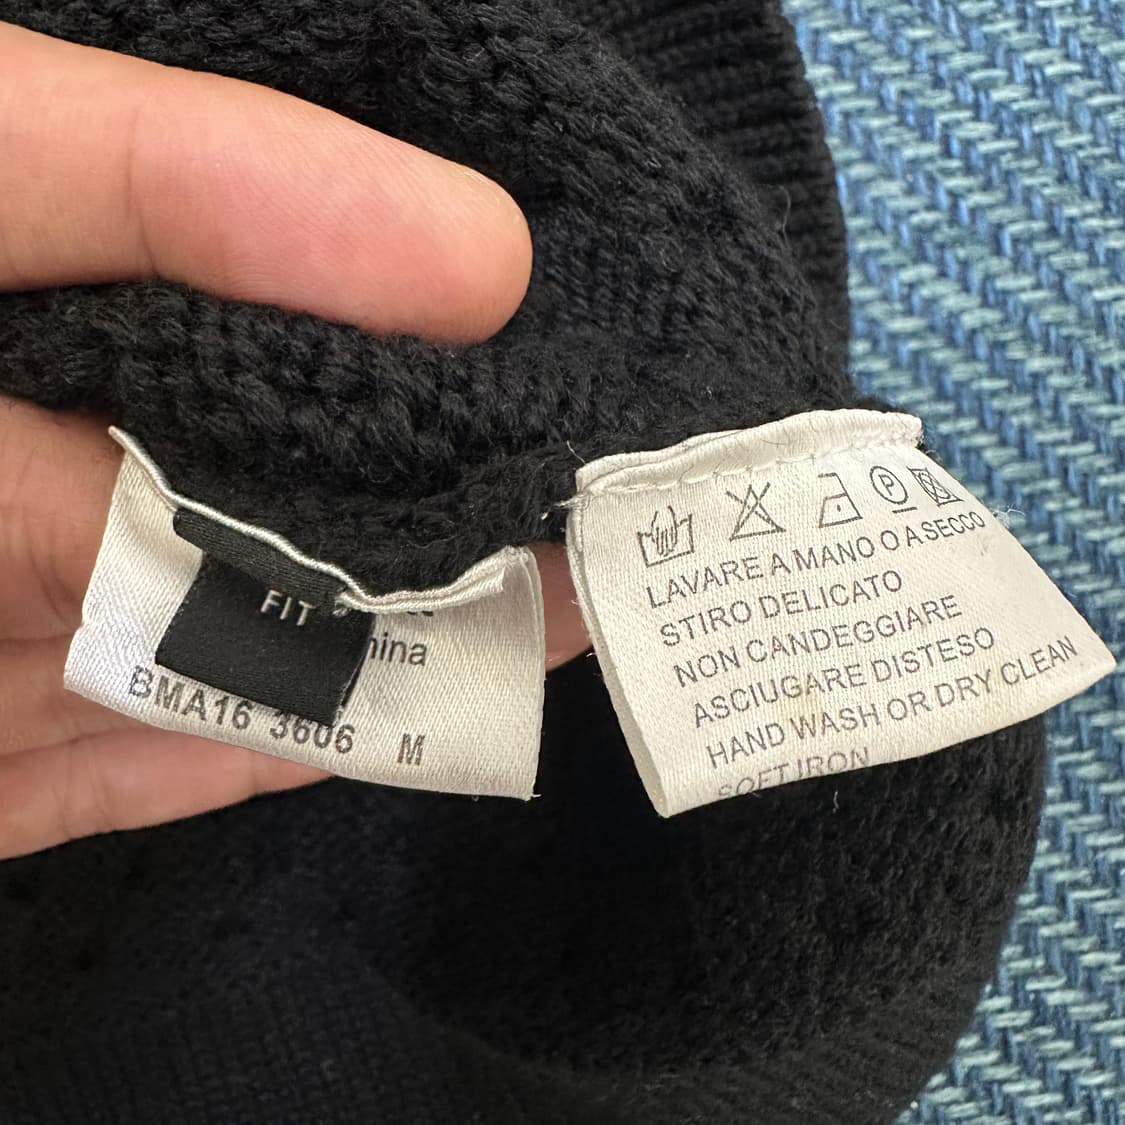 FIT
hina
BMA16 3606 M
P
LAVARE A MANO O A SECCO
STIRO DELICATO
NON CANDEGGIARE
ASCIUGARE DISTESO
HAND WASH OR DRY CLEAN
SOFT IRON